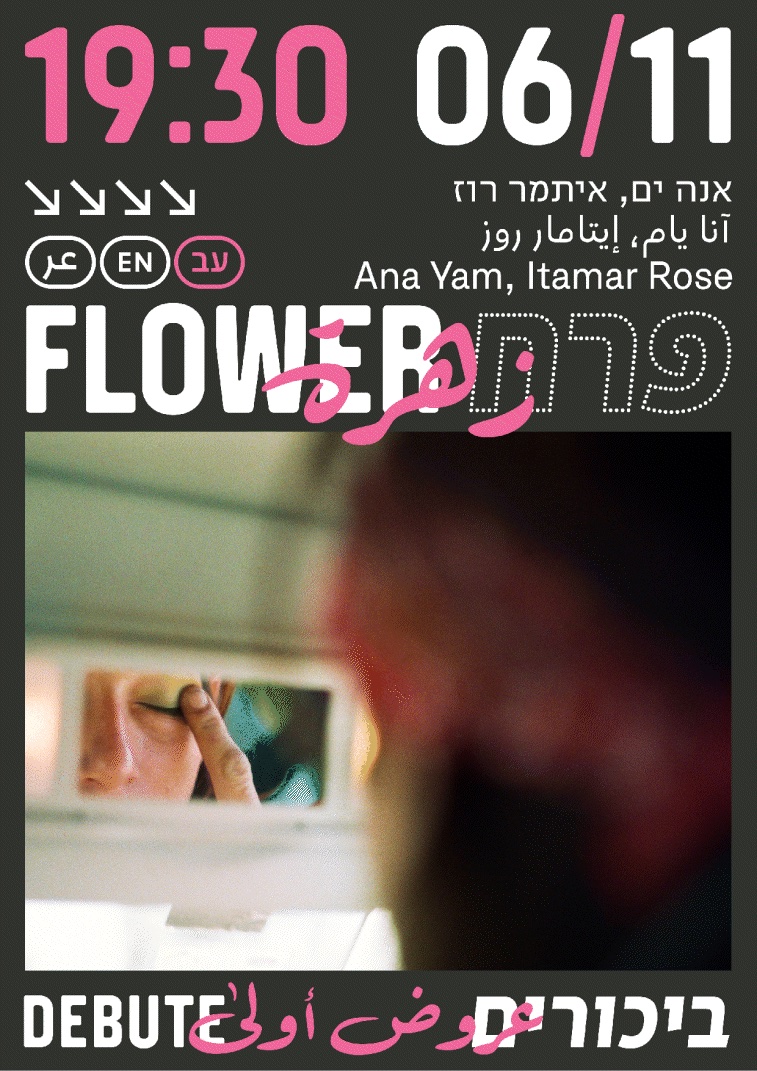 19:30 06/11
אנה ים, איתמר רוז
آنا يام، إيتامار روز
Ana Yam, Itamar Rose
عر EN עב
FLOWER زهرة פרח
DEBUTE عروض أولى ביכורים